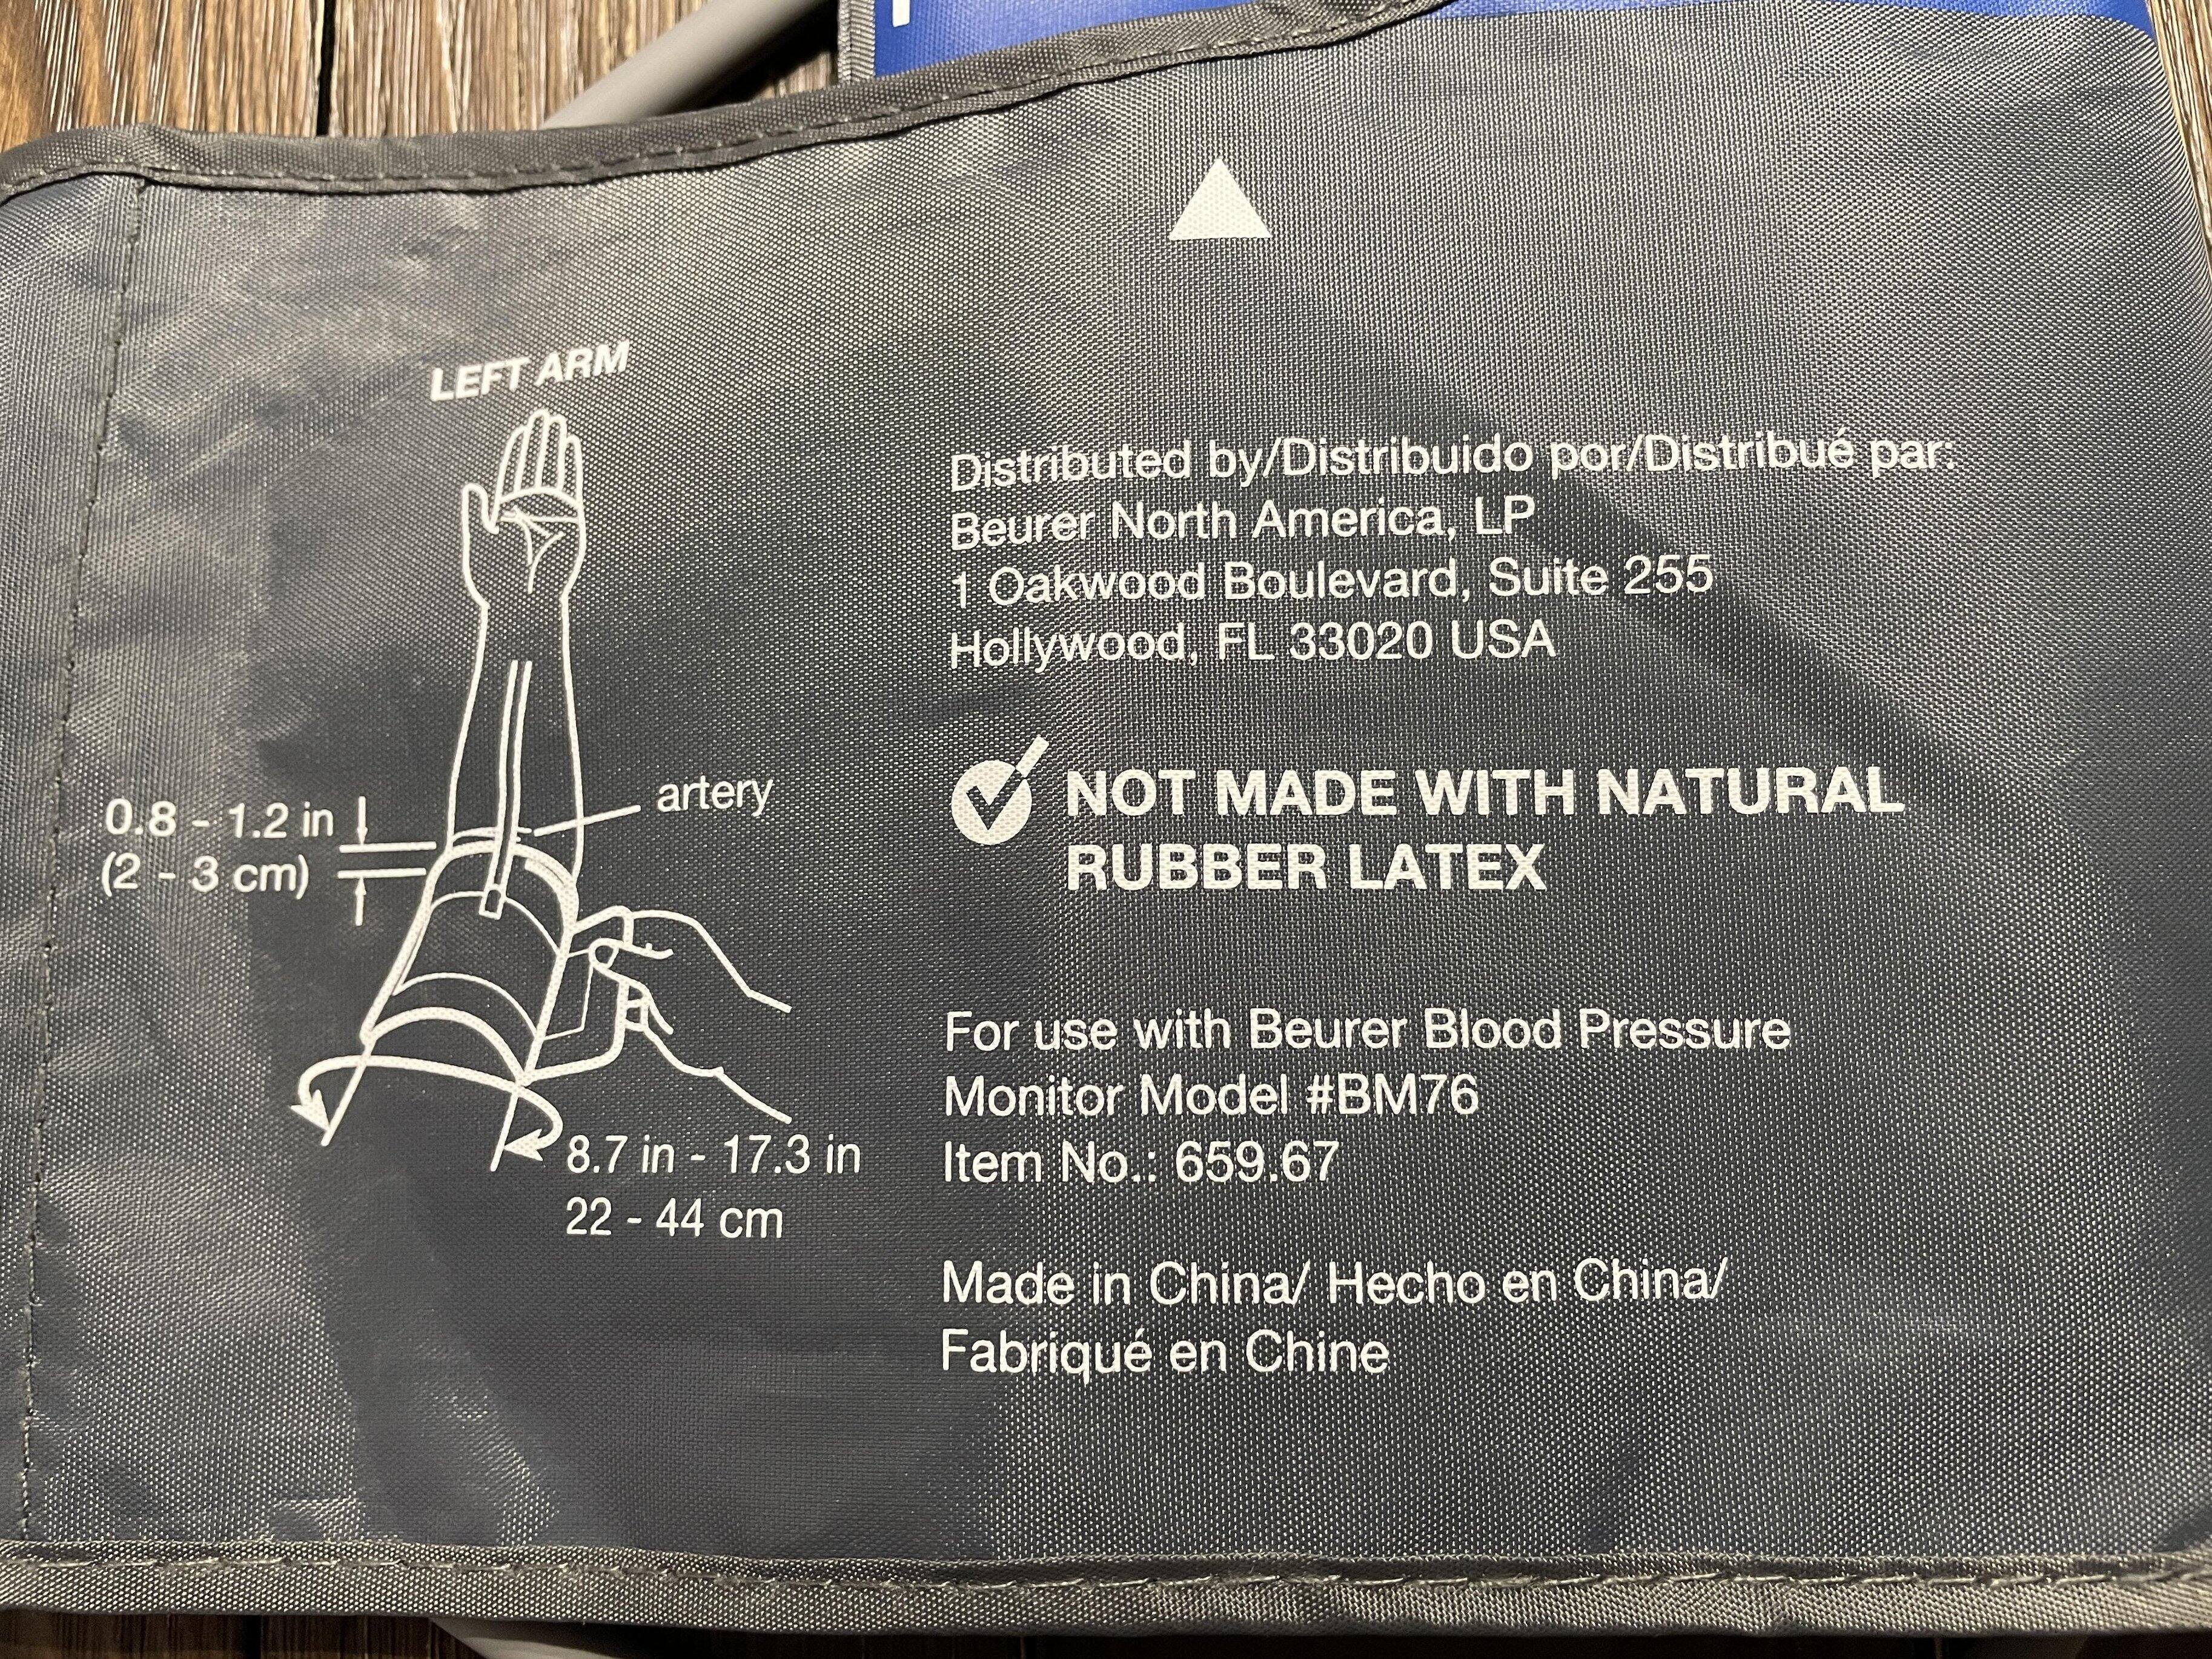 LEFT ARM
artery
0.8 - 1.2 in
(2 - 3 cm)
8.7 in - 17.3 in
22 - 44 cm
Distributed by/Distribuido por/Distribué par:
Beurer North America, LP
1 Oakwood Boulevard, Suite 255
Hollywood, FL 33020 USA
NOT MADE WITH NATURAL
RUBBER LATEX
For use with Beurer Blood Pressure
Monitor Model #BM76
Item No.: 659.67
Made in China/ Hecho en China/
Fabriqué en Chine